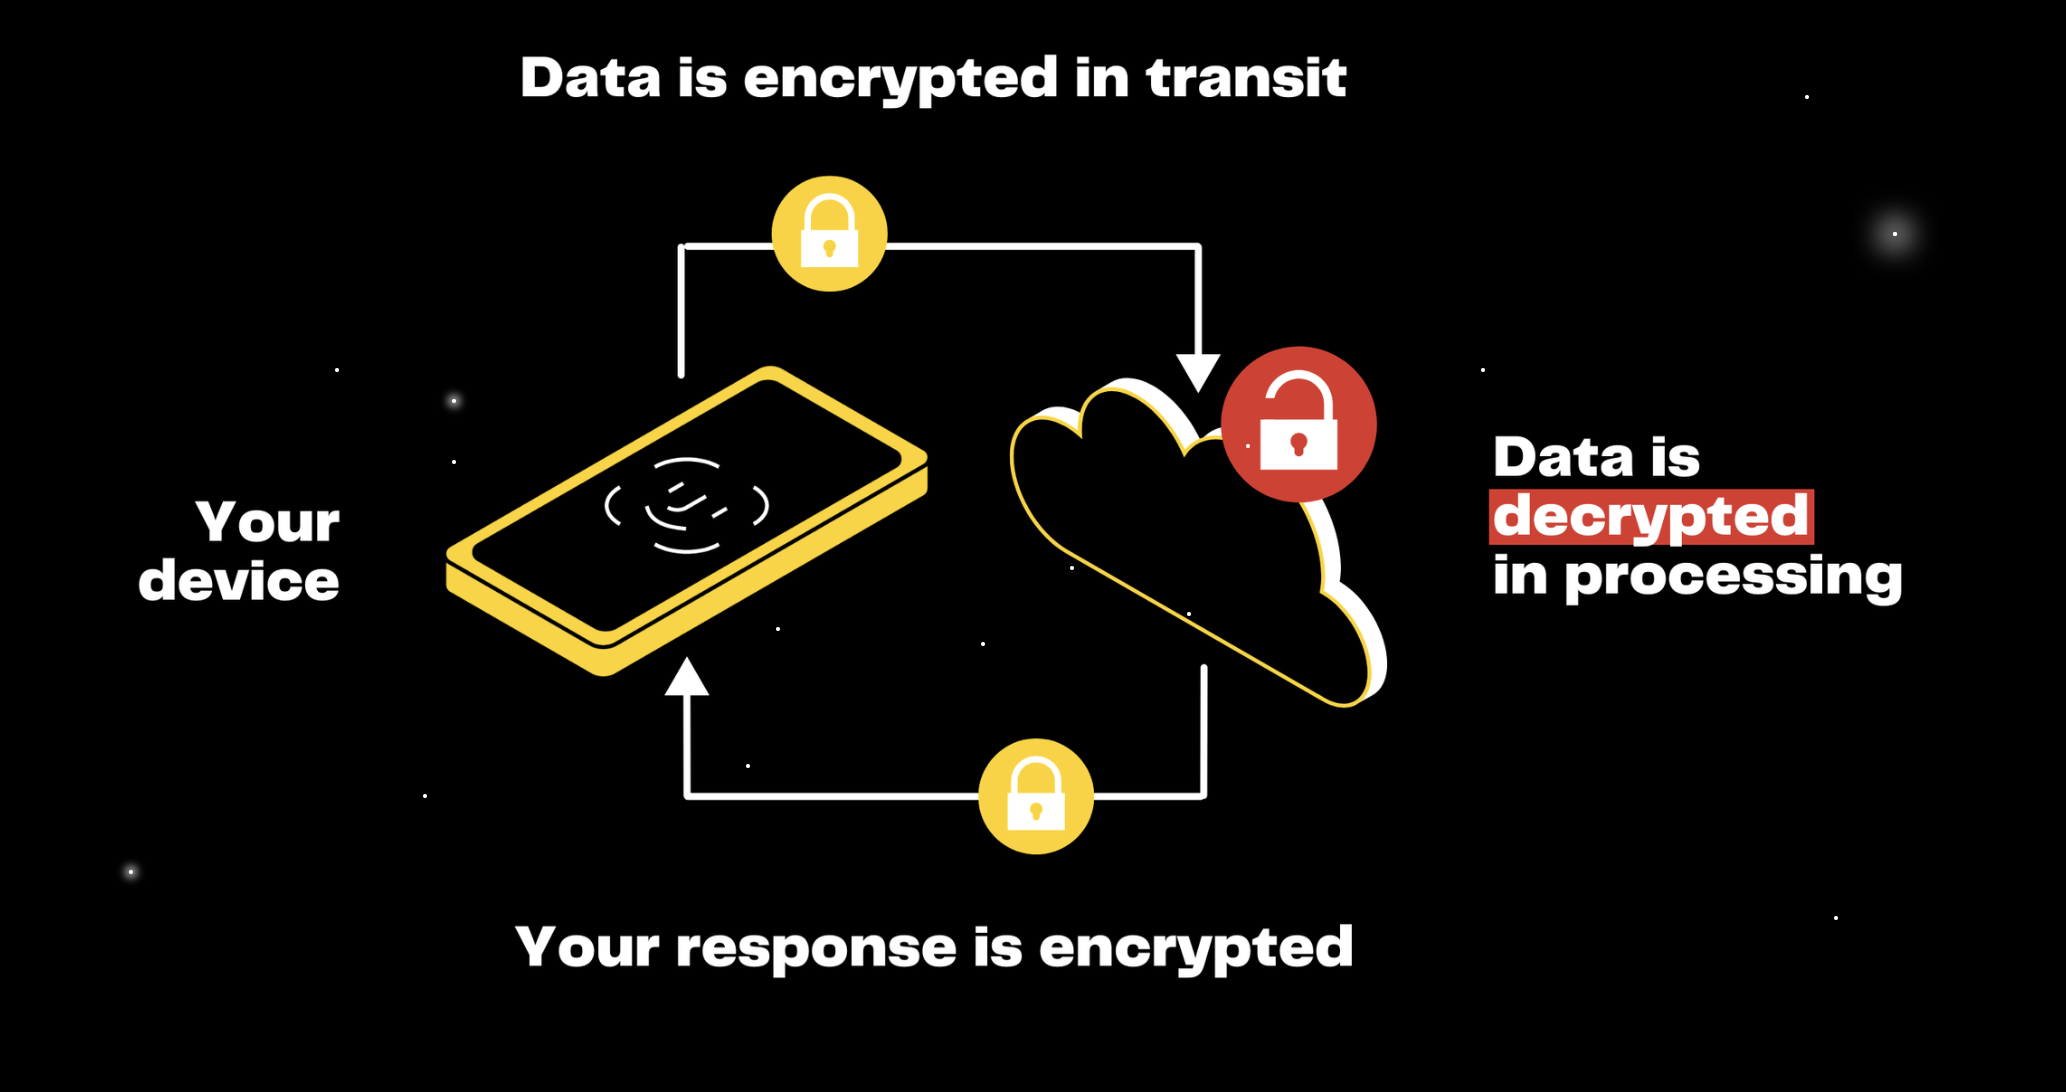 Data is encrypted in transit
Your
device
Data is
decrypted
in processing
Your response is encrypted